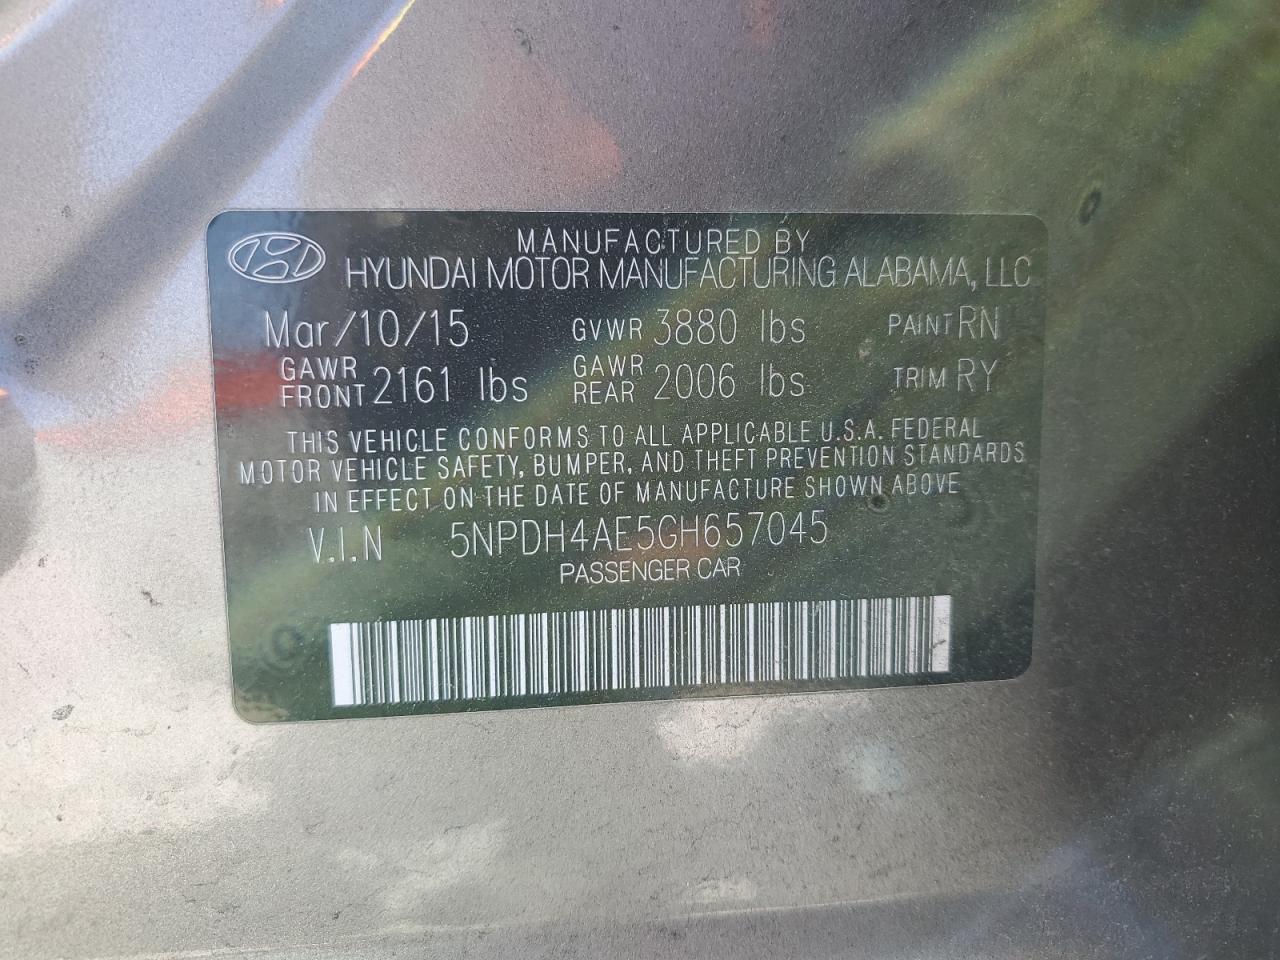 MANUFACTURED BY
HYUNDAI MOTOR MANUFACTURING ALABAMA, LLC
Mar/10/15 GVWR 3880 lbs PAINT RN
GAWR FRONT 2161 lbs GAWR REAR 2006 lbs TRIM RY
THIS VEHICLE CONFORMS TO ALL APPLICABLE U.S.A. FEDERAL
MOTOR VEHICLE SAFETY, BUMPER, AND THEFT PREVENTION STANDARDS
IN EFFECT ON THE DATE OF MANUFACTURE SHOWN ABOVE
V.I.N 5NPDH4AE5GH657045
PASSENGER CAR